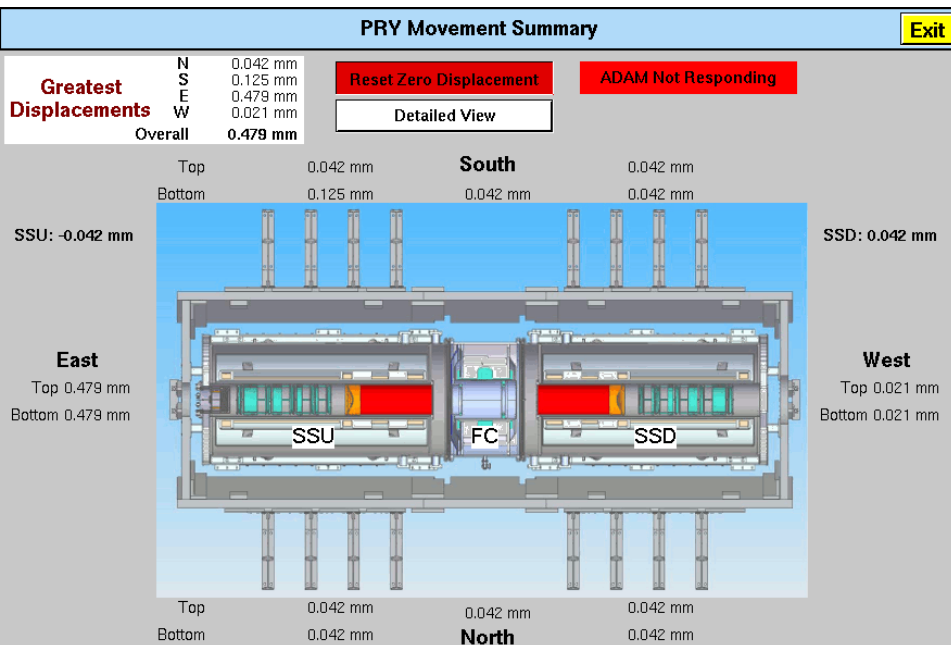 PRY Movement Summary
Exit
Greatest Displacements
N 0.042 mm
S 0.125 mm
E 0.479 mm
W 0.021 mm
Overall 0.479 mm
Reset Zero Displacement
ADAM Not Responding
Detailed View
South
Top 0.042 mm 0.042 mm
Bottom 0.125 mm 0.042 mm 0.042 mm
SSU: -0.042 mm
SSD: 0.042 mm
East
Top 0.479 mm
Bottom 0.479 mm
West
Top 0.021 mm
Bottom 0.021 mm
SSU
FC
SSD
Top 0.042 mm 0.042 mm 0.042 mm
Bottom 0.042 mm 0.042 mm
North